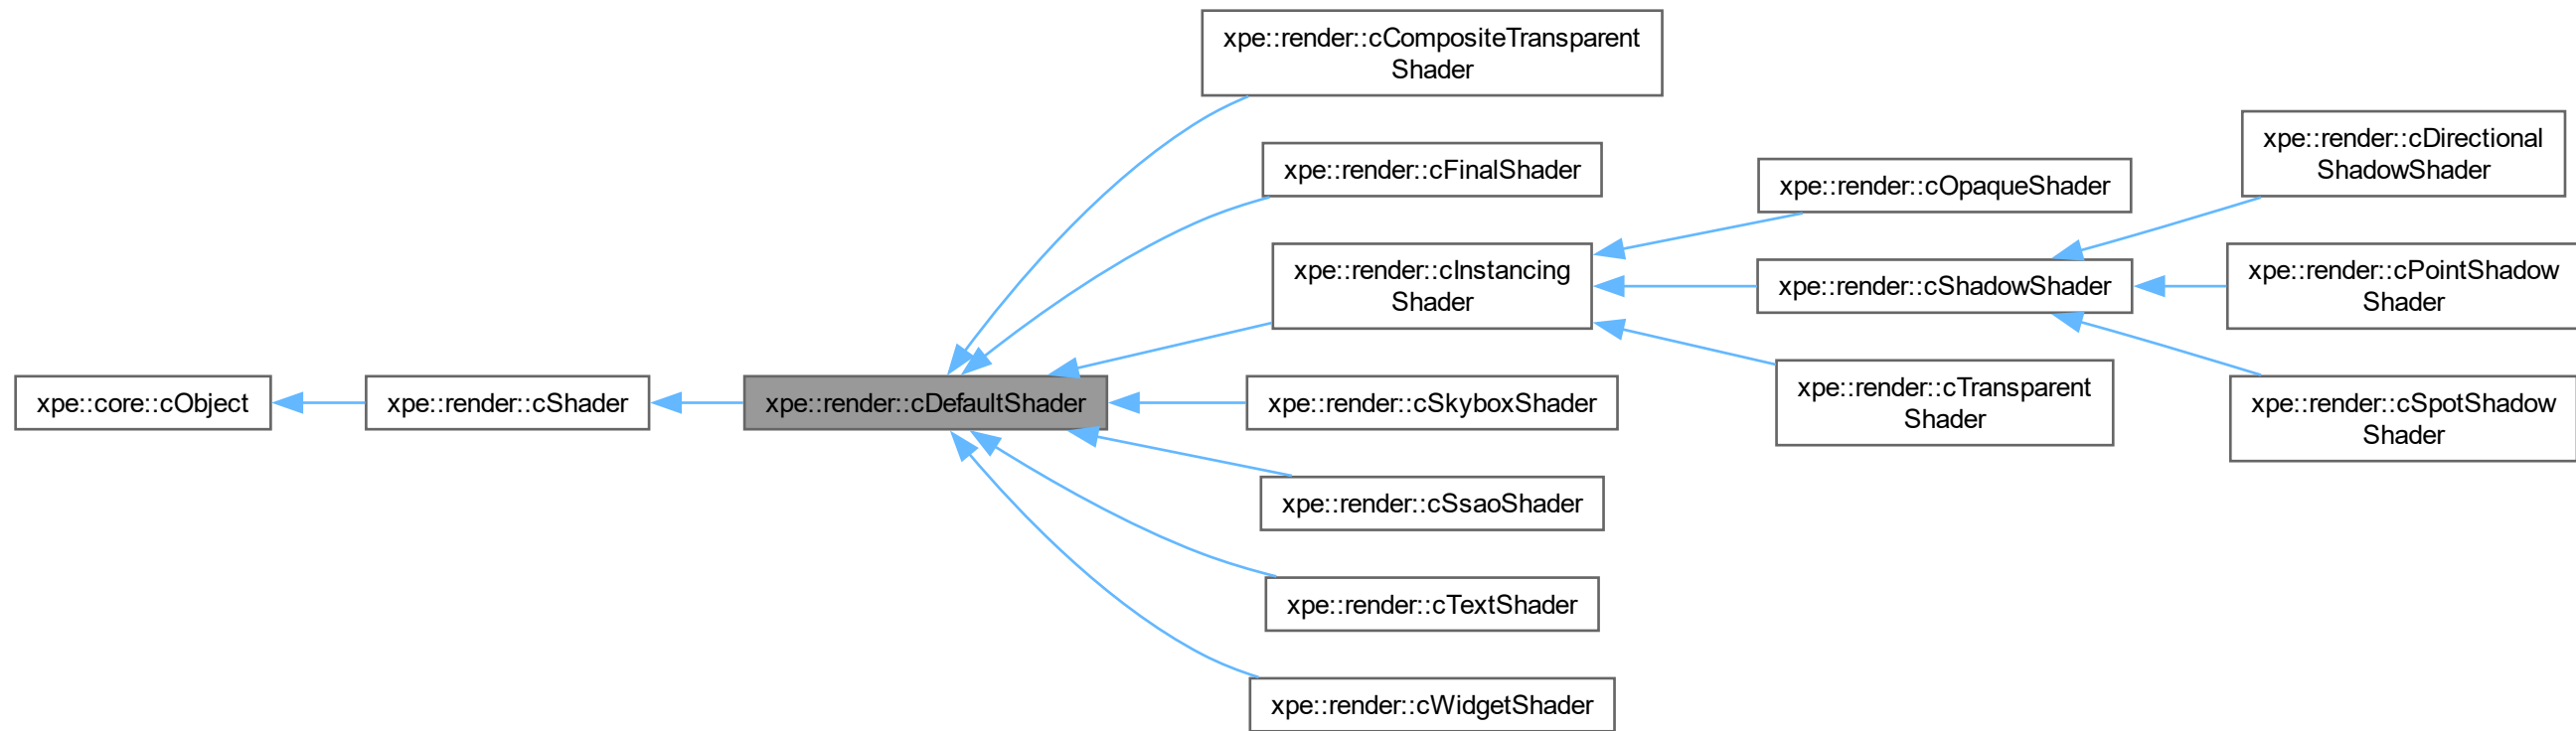 xpe::core::cObject
xpe::render::cShader
xpe::render::cDefaultShader
xpe::render::cCompositeTransparent
Shader
xpe::render::cFinalShader
xpe::render::cInstancing
Shader
xpe::render::cSkyboxShader
xpe::render::cSsaoShader
xpe::render::cTextShader
xpe::render::cWidgetShader
xpe::render::cOpaqueShader
xpe::render::cShadowShader
xpe::render::cTransparent
Shader
xpe::render::cDirectional
ShadowShader
xpe::render::cPointShadow
Shader
xpe::render::cSpotShadow
Shader